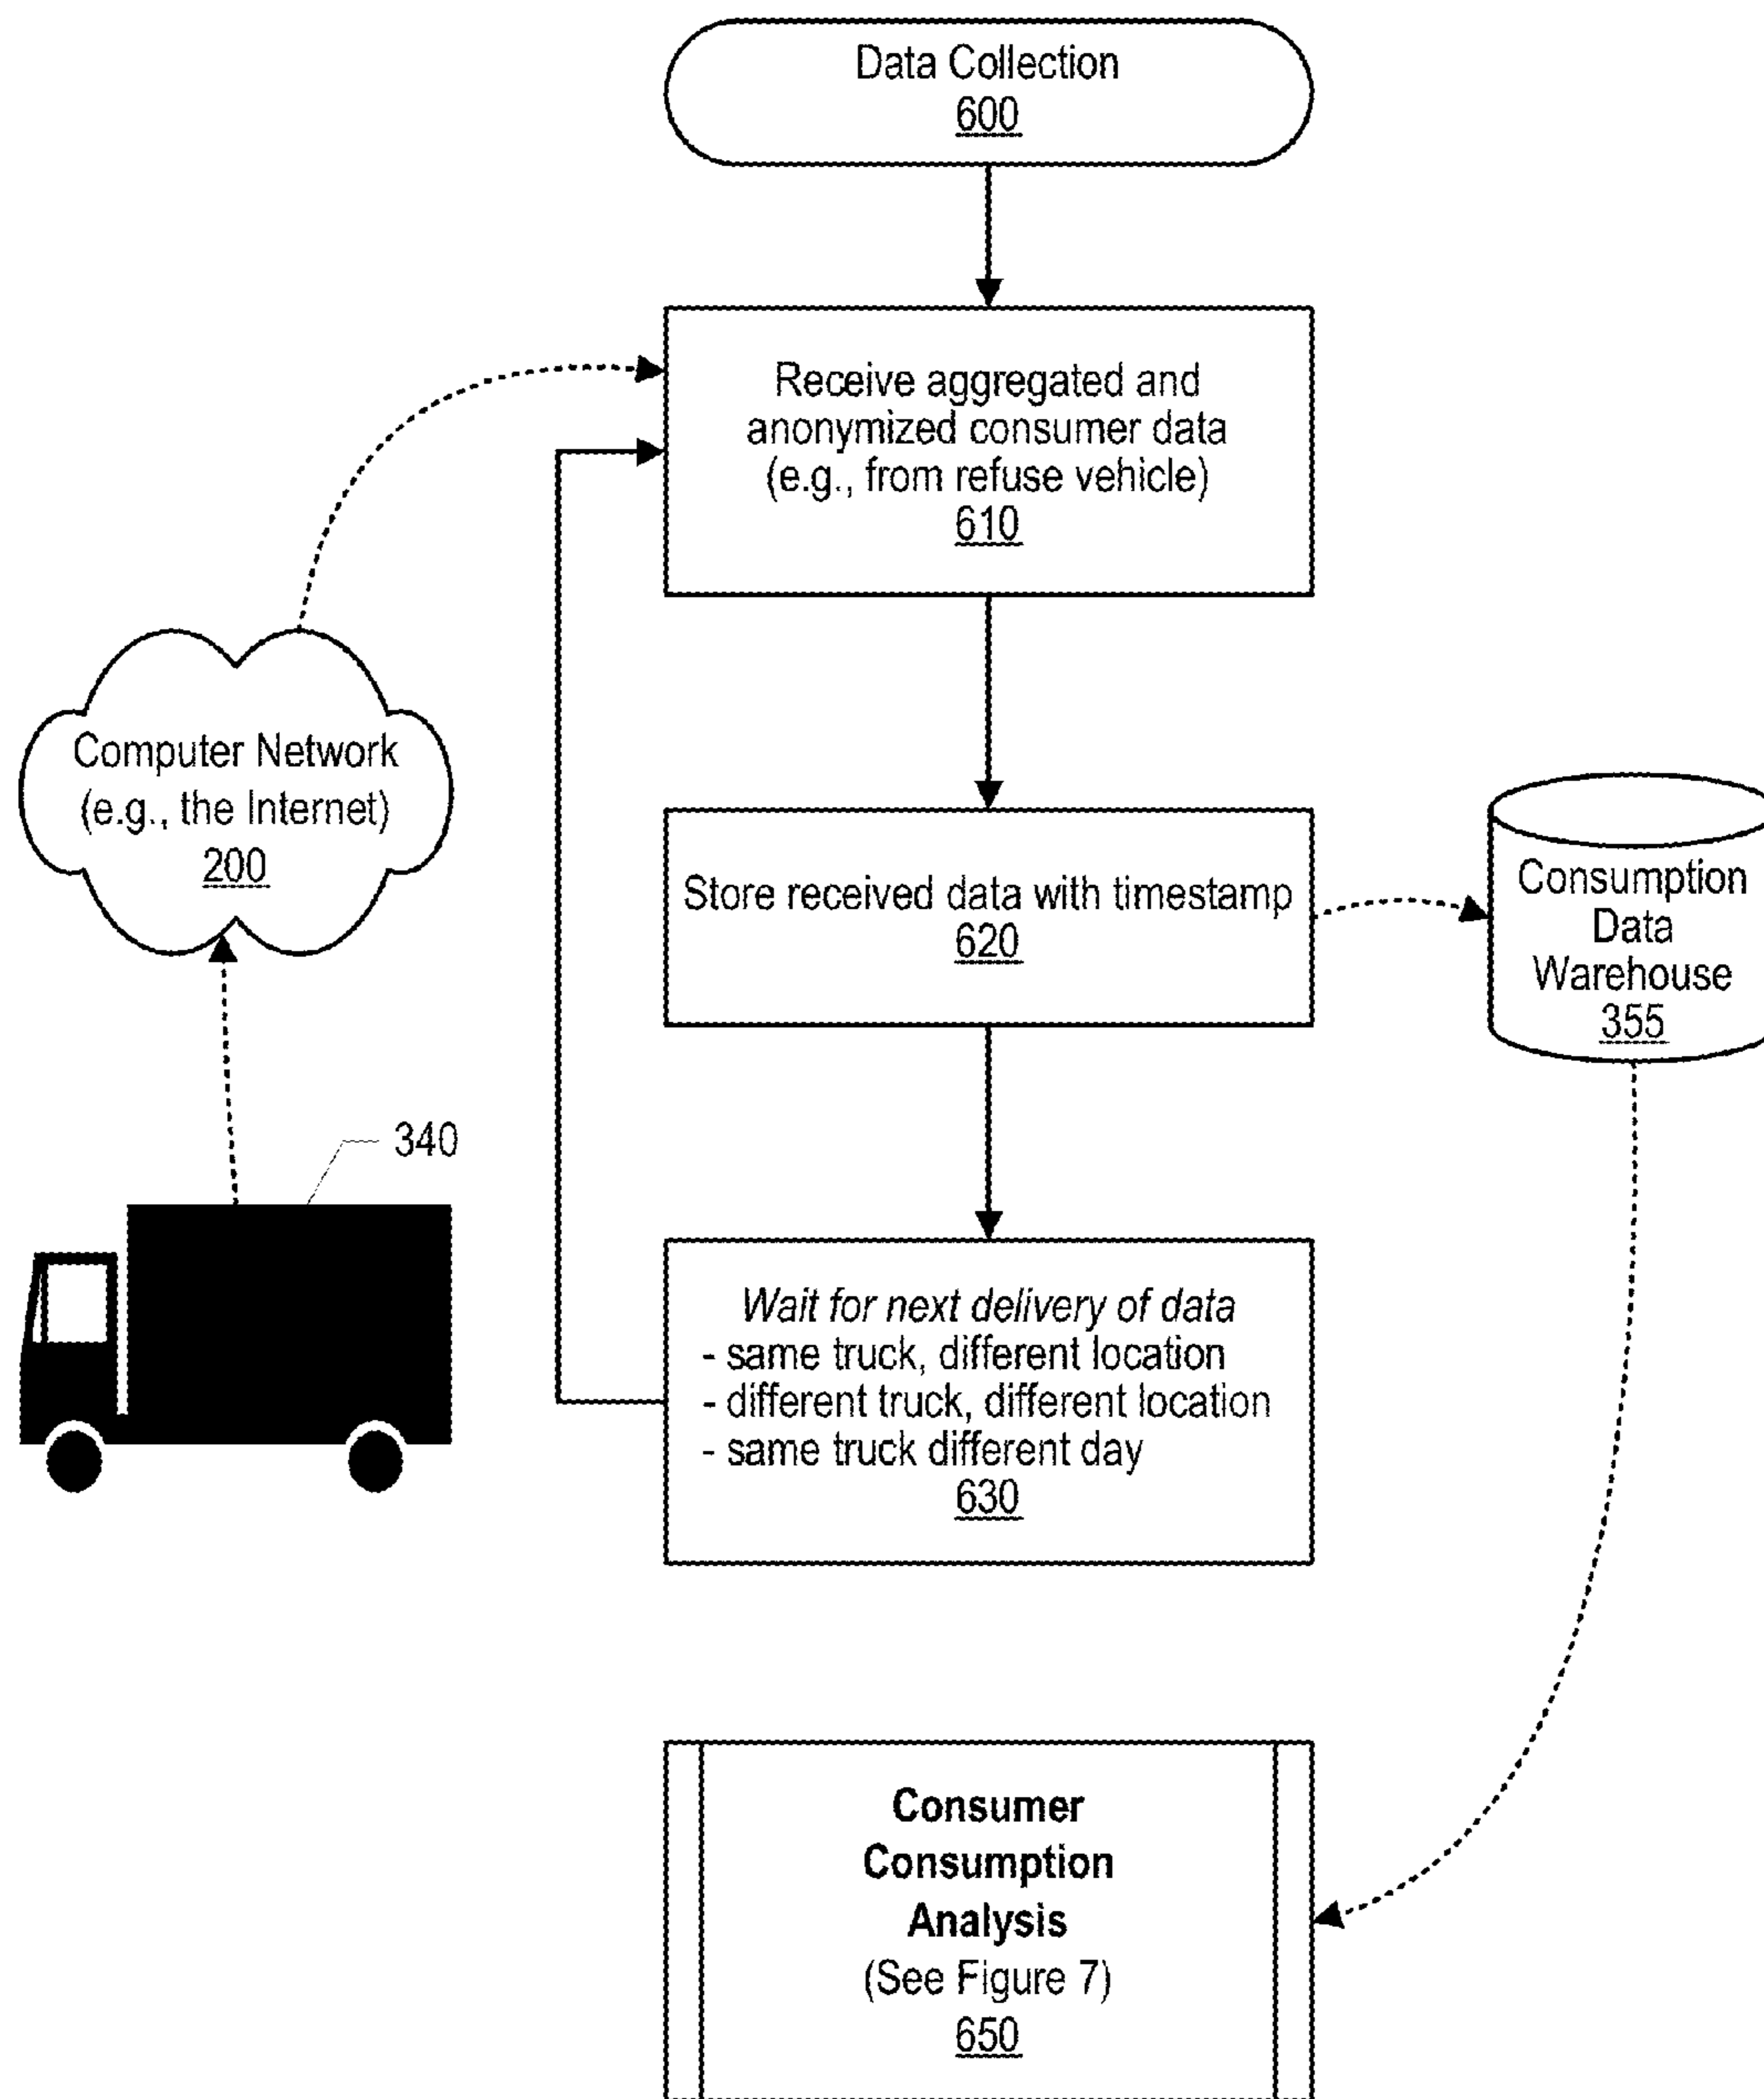 Data Collection
600
Receive aggregated and
anonymized consumer data
(e.g., from refuse vehicle)
610
Computer Network
(e.g., the Internet)
200
Store received data with timestamp
620
Consumption
Data
Warehouse
355
340
Wait for next delivery of data
- same truck, different location
- different truck, different location
- same truck different day
630
Consumer
Consumption
Analysis
(See Figure 7)
650